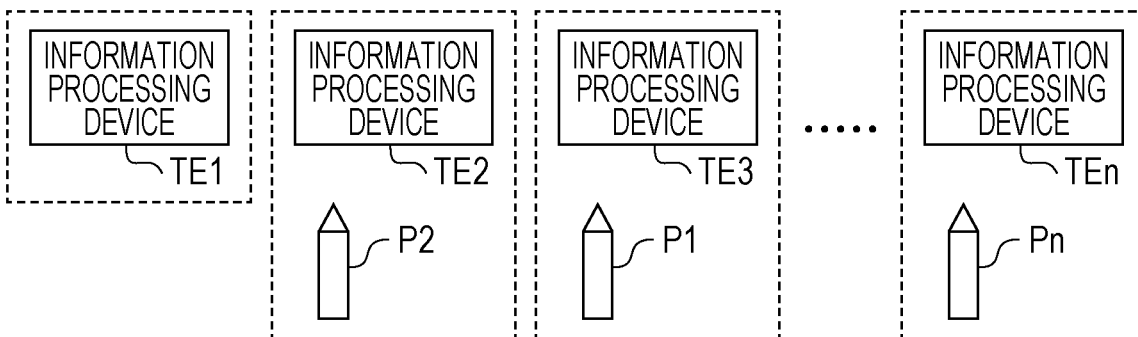 INFORMATION
PROCESSING
DEVICE
TE1
INFORMATION
PROCESSING
DEVICE
TE2
P2
INFORMATION
PROCESSING
DEVICE
TE3
P1
INFORMATION
PROCESSING
DEVICE
TEn
Pn